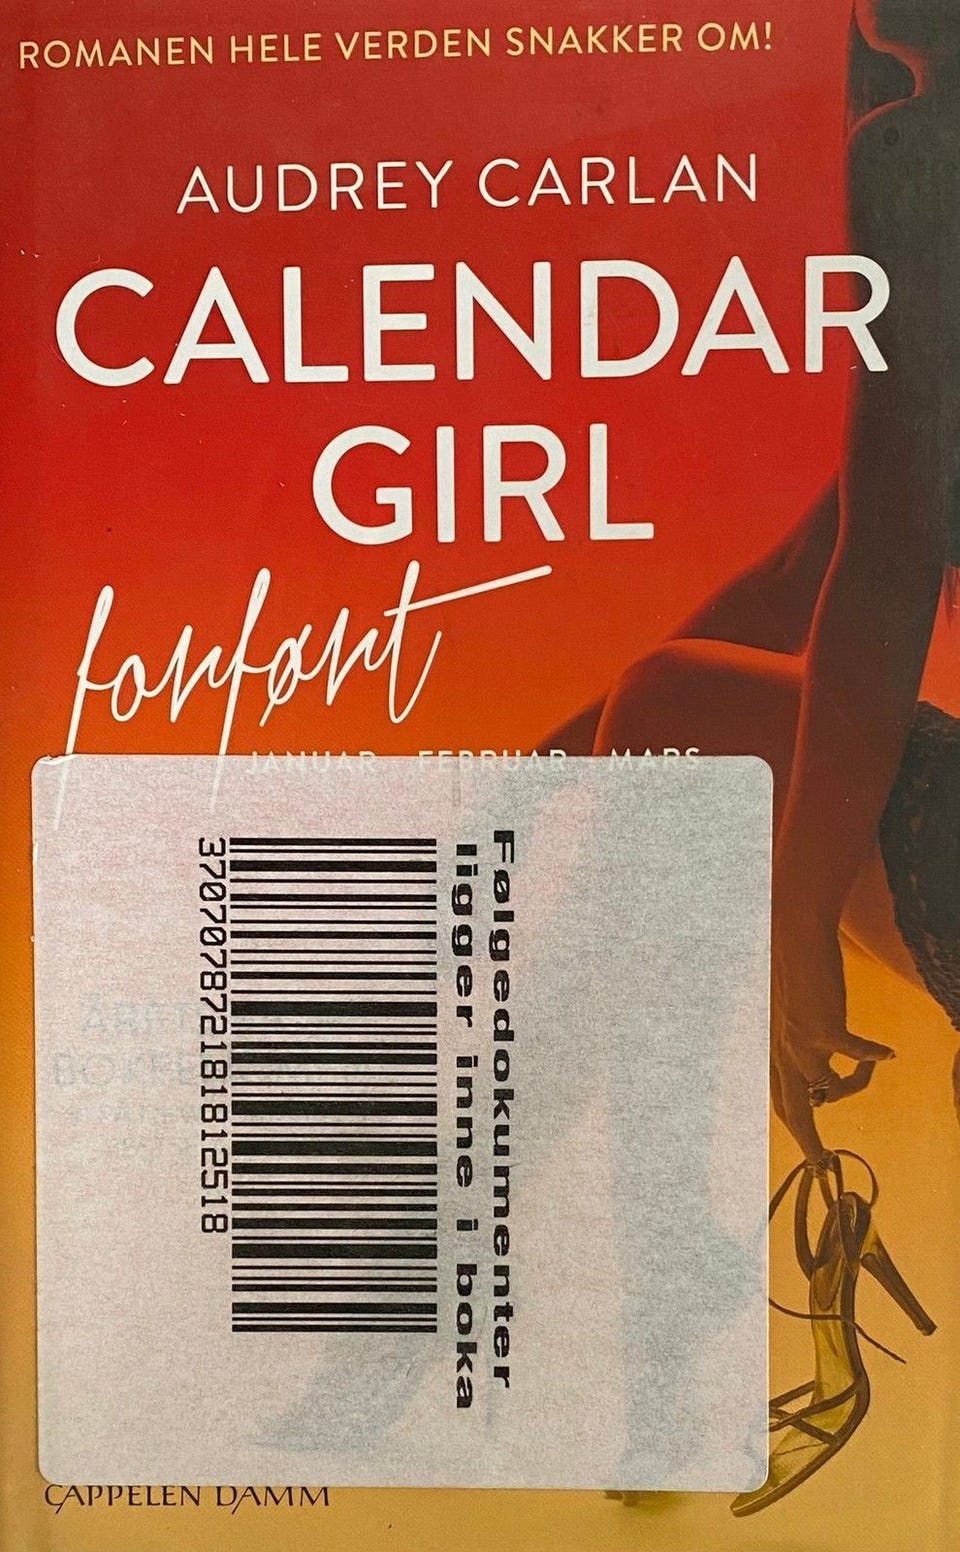 ROMANEN HELE VERDEN SNAKKER OM!
AUDREY CARLAN
CALENDAR
GIRL
forført
JANUAR FEBRUAR MARS
Følgedokumenter
ligger inne i boka
370707872181812518
CAPPELEN DAMM